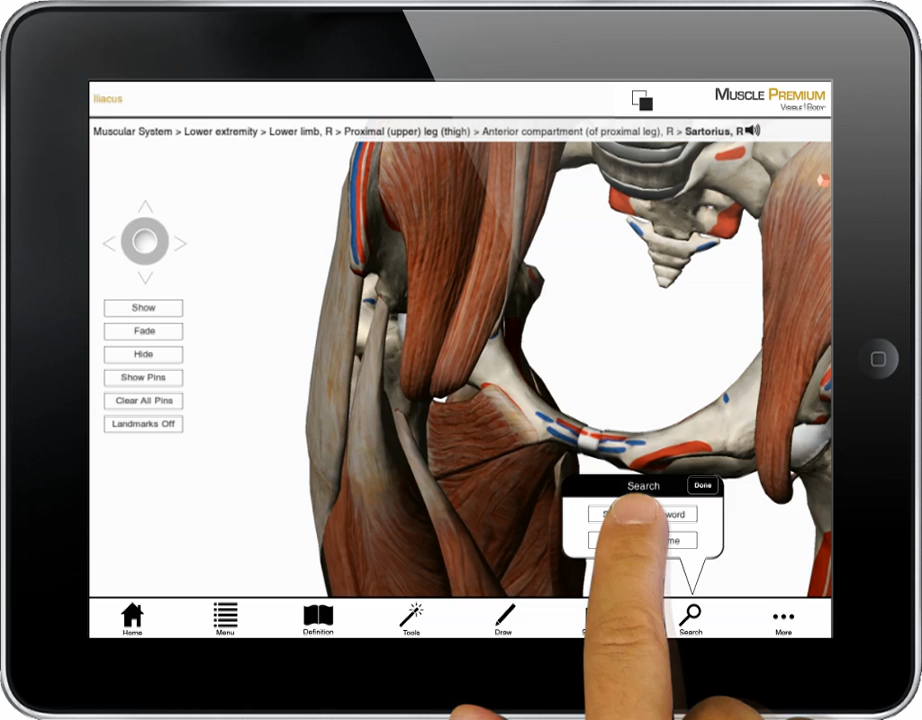 Iliacus
MUSCLE PREMIUM
VISIBLE BODY
Muscular System > Lower extremity > Lower limb, R > Proximal (upper) leg (thigh) > Anterior compartment (of proximal leg), R > Sartorius, R
Show
Fade
Hide
Show Pins
Clear All Pins
Landmarks Off
Search
Done
Home
Menu
Definition
Tools
Draw
Search
More